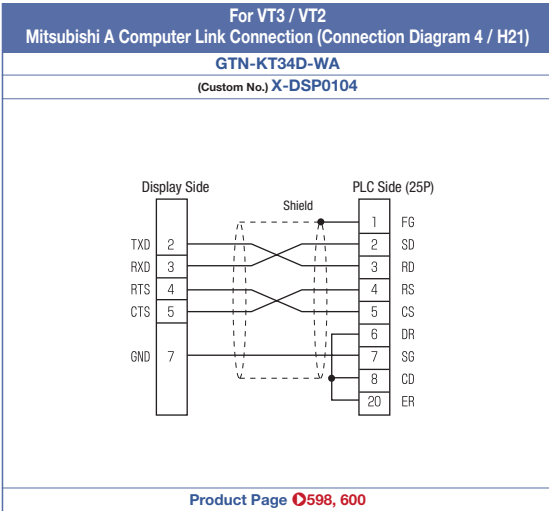 For VT3 / VT2
Mitsubishi A Computer Link Connection (Connection Diagram 4 / H21)
GTN-KT34D-WA
(Custom No.) X-DSP0104
Display Side PLC Side (25P)
Shield
1 FG
TXD 2 2 SD
RXD 3 3 RD
RTS 4 4 RS
CTS 5 5 CS
6 DR
GND 7 7 SG
8 CD
20 ER
Product Page 598, 600